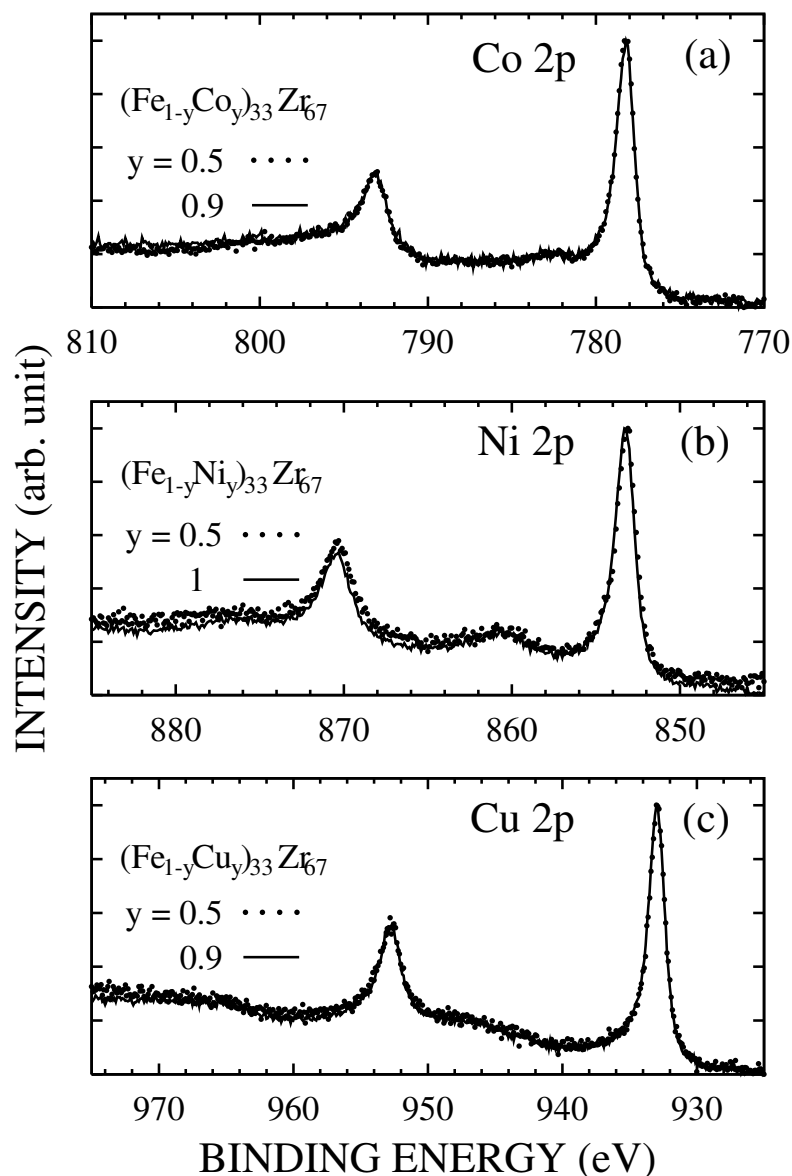 Co 2p (a)
(Fe1-yCoy)33Zr67
y = 0.5
0.9
810 800 790 780 770
Ni 2p (b)
(Fe1-yNiy)33Zr67
y = 0.5
1
880 870 860 850
Cu 2p (c)
(Fe1-yCuy)33Zr67
y = 0.5
0.9
970 960 950 940 930
INTENSITY (arb. unit)
BINDING ENERGY (eV)